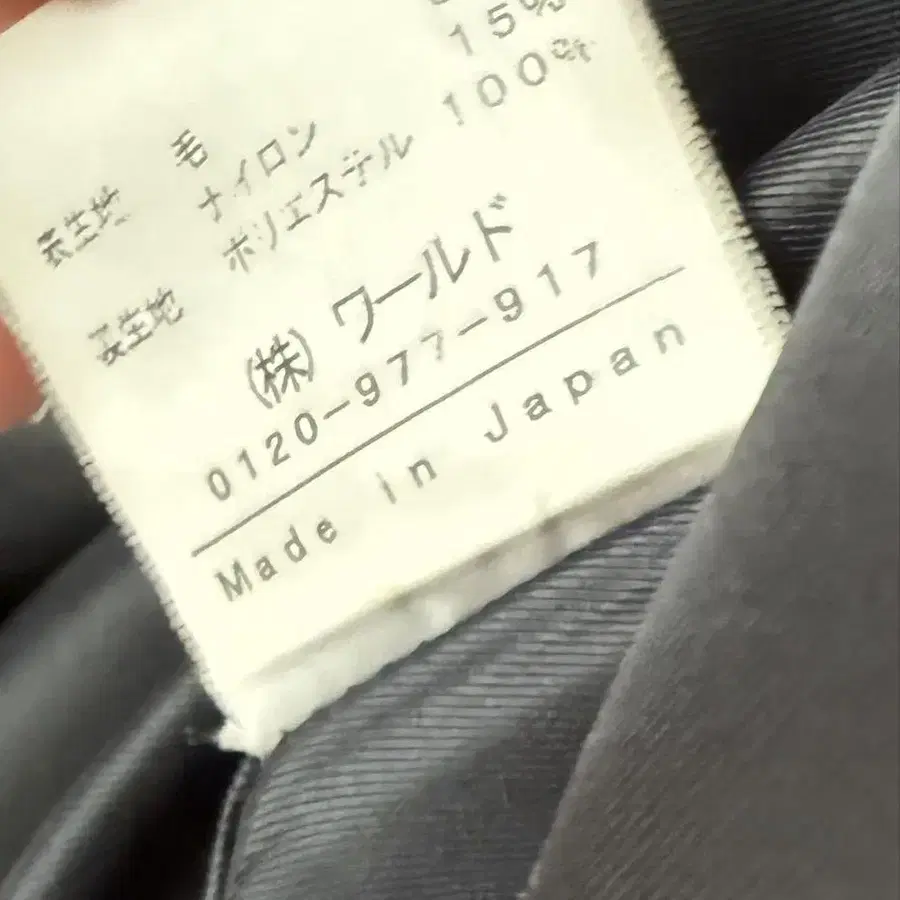 表生地 毛
ナイロン 15%
裏生地 ポリエステル 100%
(株) ワールド
0120-977-917
Made in Japan